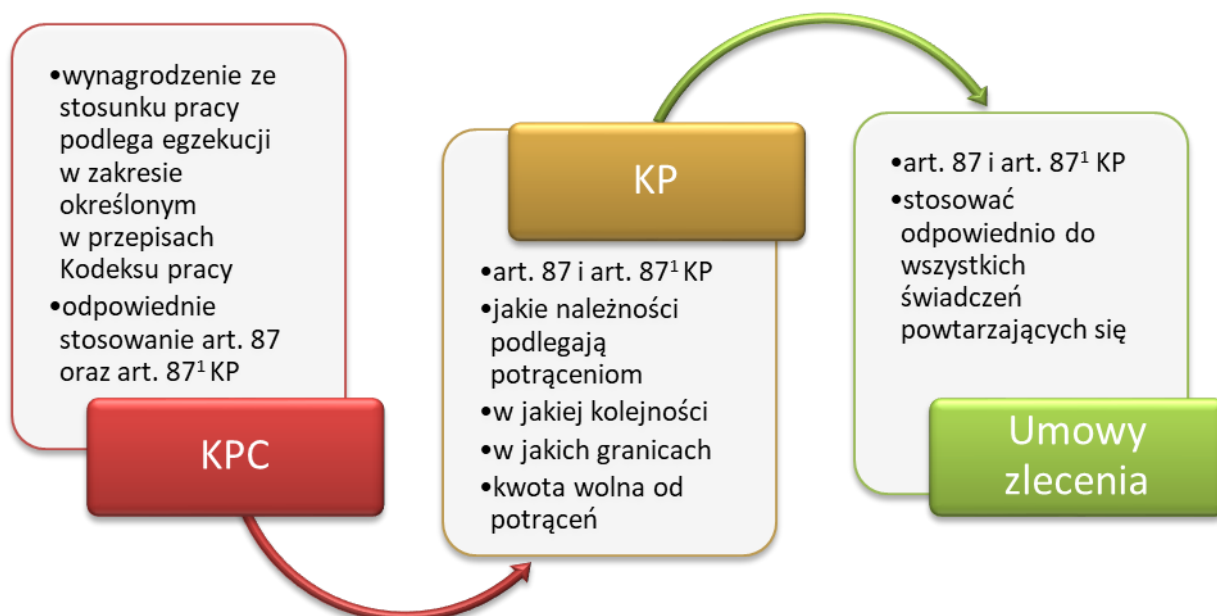 •wynagrodzenie ze
stosunku pracy
podlega egzekucji
w zakresie
określonym
w przepisach
Kodeksu pracy
•odpowiednie
stosowanie art. 87
oraz art. 87¹ KP
KPC
KP
•art. 87 i art. 87¹ KP
•jakie należności
podlegają
potrąceniom
•w jakiej kolejności
•w jakich granicach
•kwota wolna od
potrąceń
•art. 87 i art. 87¹ KP
•stosować
odpowiednio do
wszystkich
świadczeń
powtarzających się
Umowy
zlecenia